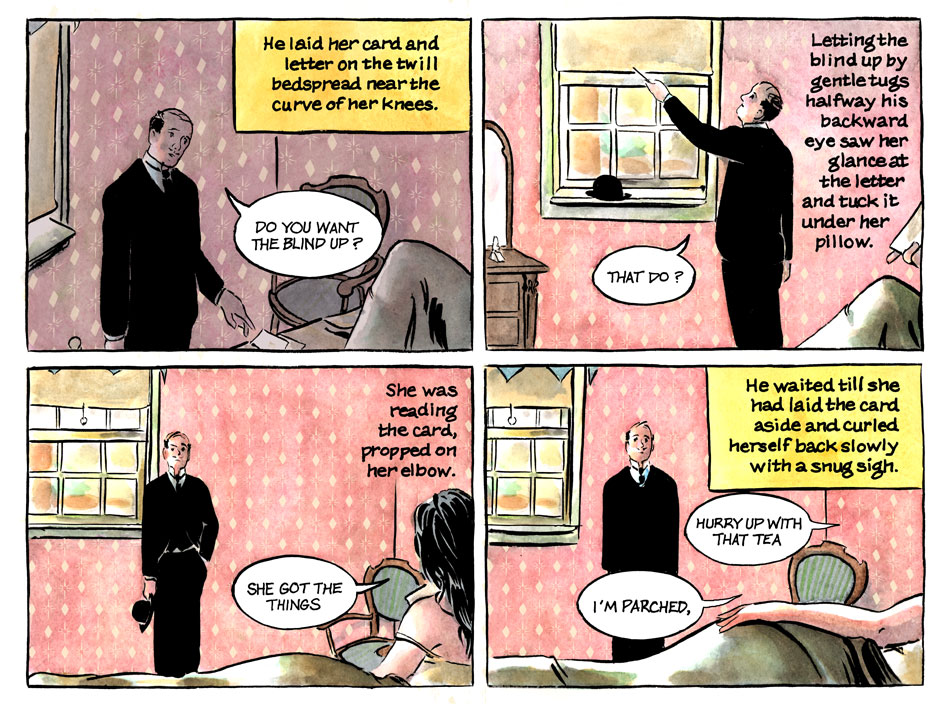 He laid her card and
letter on the twill
bedspread near the
curve of her knees.
DO YOU WANT
THE BLIND UP?
Letting the
blind up by
gentle tugs
halfway his
backward
eye saw her
glance at
the letter
and tuck it
under her
pillow.
THAT DO?
She was
reading
the card,
propped on
her elbow.
SHE GOT THE
THINGS
He waited till she
had laid the card
aside and curled
herself back slowly
with a snug sigh.
HURRY UP WITH
THAT TEA
I'M PARCHED,